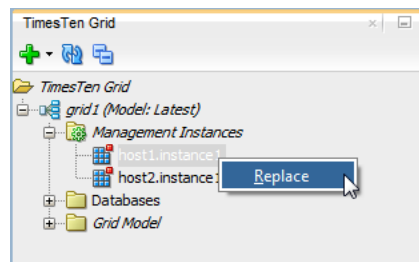 TimesTen Grid
TimesTen Grid
grid1 (Model: Latest)
Management Instances
host1.instance1
host2.instance1
Replace
Databases
Grid Model